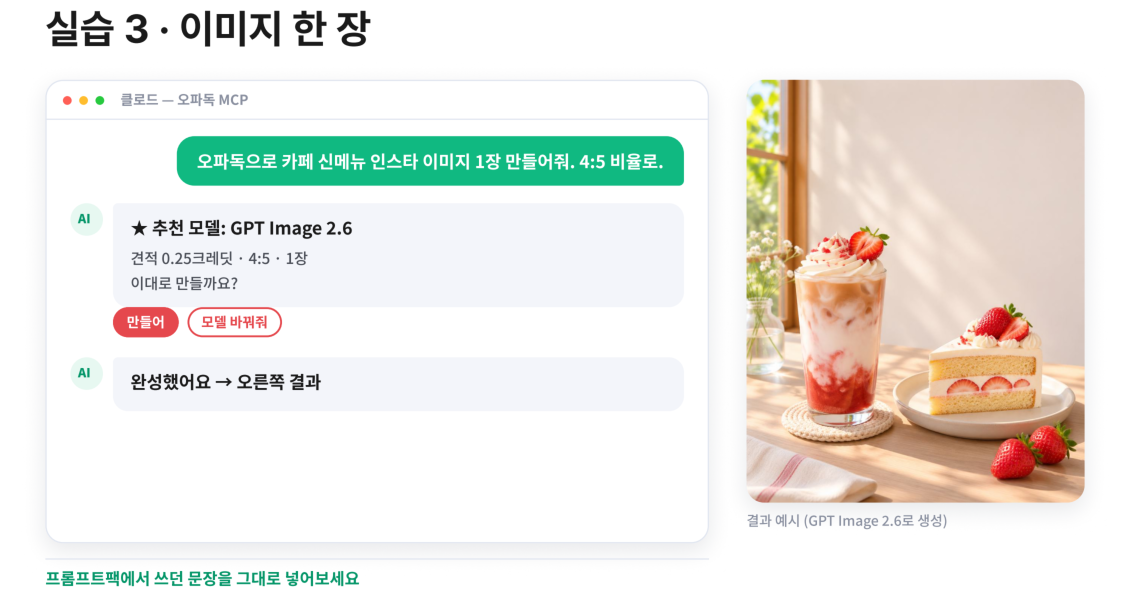 실습 3 · 이미지 한 장
클로드 — 오파독 MCP
오파독으로 카페 신메뉴 인스타 이미지 1장 만들어줘. 4:5 비율로.
AI
★ 추천 모델: GPT Image 2.6
견적 0.25크레딧 · 4:5 · 1장
이대로 만들까요?
만들어
모델 바꿔줘
AI
완성했어요 → 오른쪽 결과
결과 예시 (GPT Image 2.6로 생성)
프롬프트팩에서 쓰던 문장을 그대로 넣어보세요